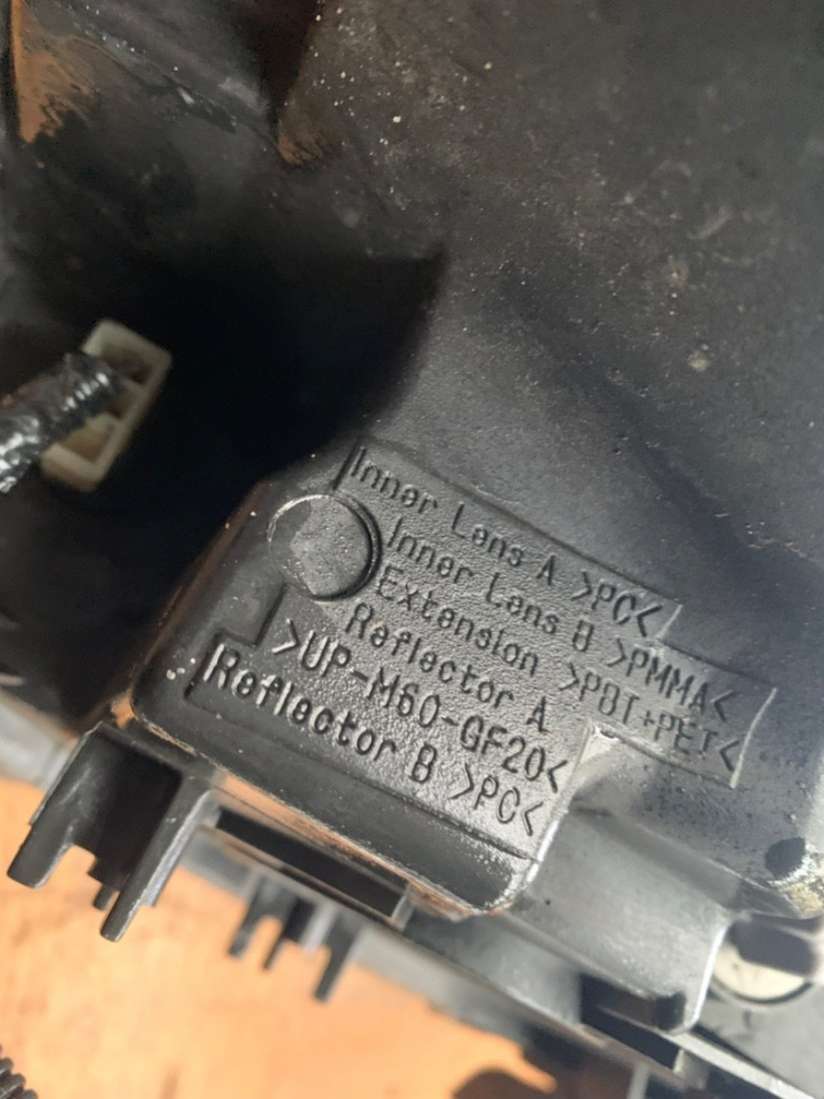 Inner Lens A >PC<
Inner Lens B >PMMA<
Extension >PBT+PET<
Reflector A
>UP-M60-GF20<
Reflector B >PC<